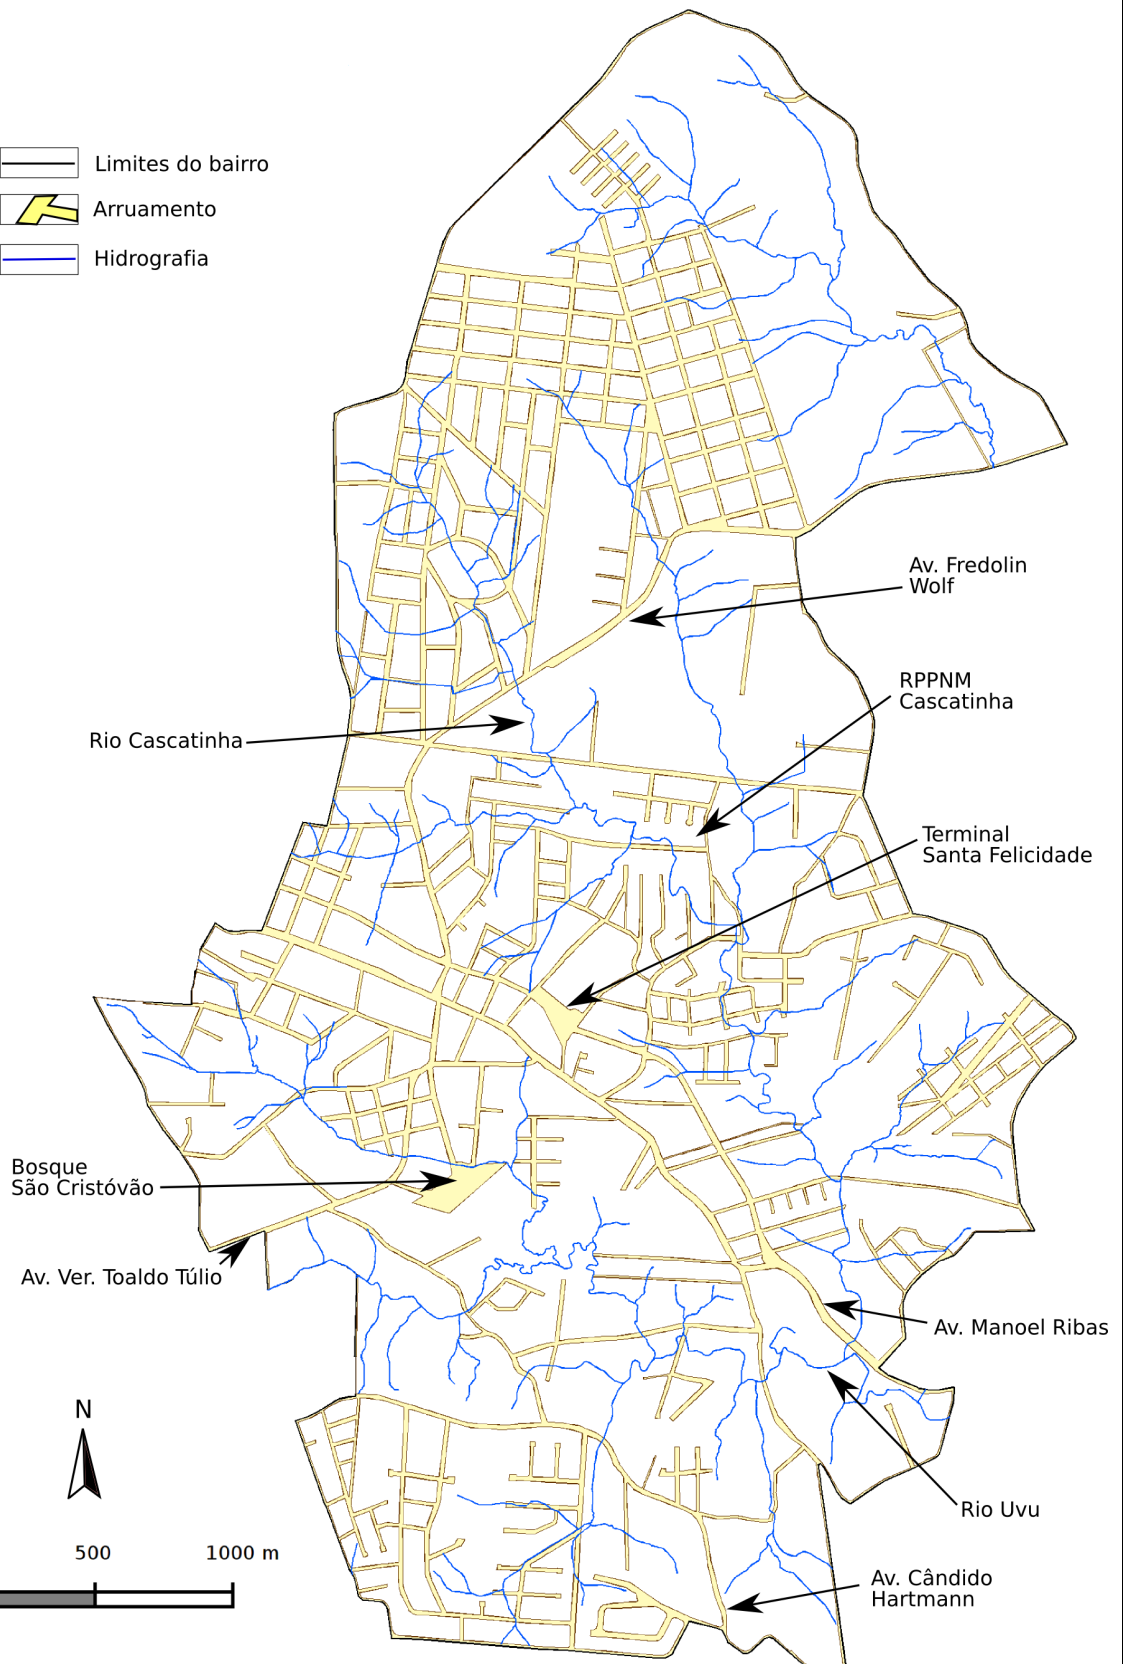 Limites do bairro
Arruamento
Hidrografia
Av. Fredolin
Wolf
RPPNM
Cascatinha
Rio Cascatinha
Terminal
Santa Felicidade
Bosque
São Cristóvão
Av. Ver. Toaldo Túlio
Av. Manoel Ribas
N
Rio Uvu
500
1000 m
Av. Cândido
Hartmann